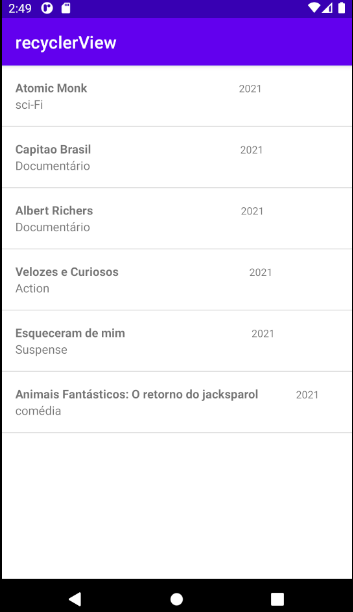 2:49
recyclerView
Atomic Monk 2021
sci-Fi
Capitao Brasil 2021
Documentário
Albert Richers 2021
Documentário
Velozes e Curiosos 2021
Action
Esqueceram de mim 2021
Suspense
Animais Fantásticos: O retorno do jacksparol 2021
comédia